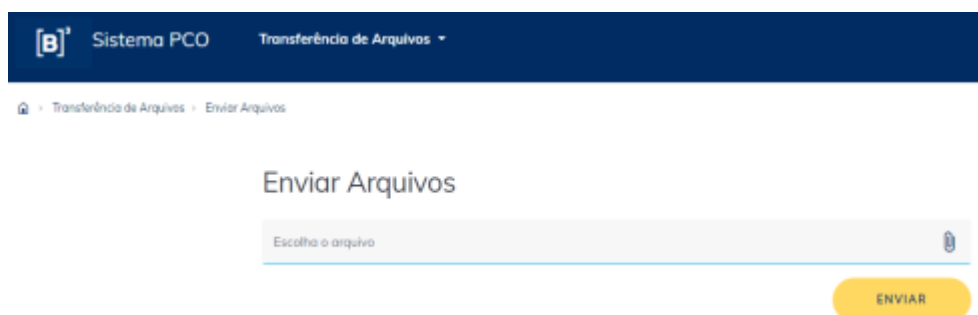 [B]³ Sistema PCO Transferência de Arquivos
Transferência de Arquivos > Enviar Arquivos
Enviar Arquivos
Escolha o arquivo
ENVIAR